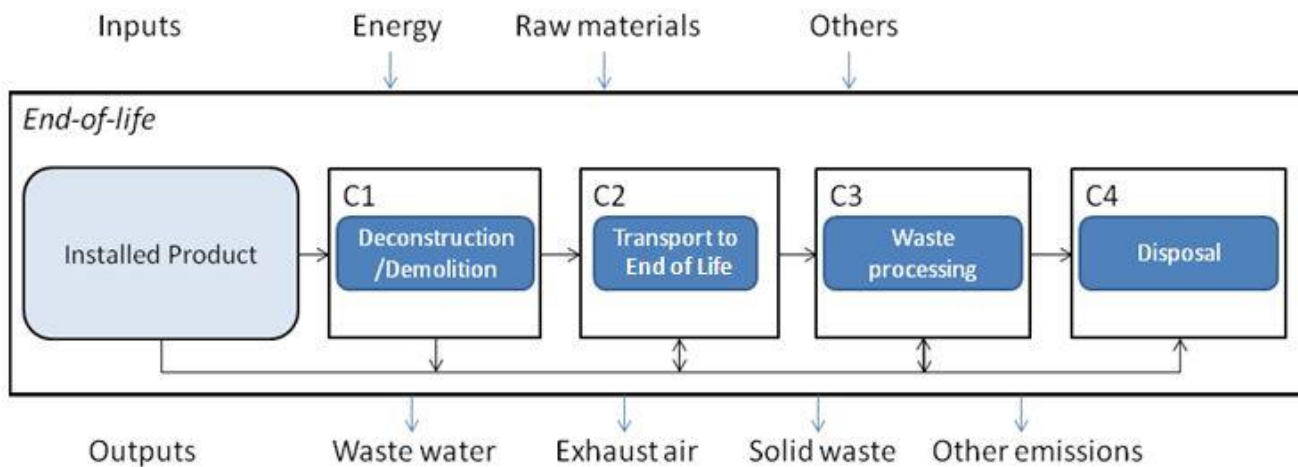 Inputs Energy Raw materials Others
End-of-life
Installed Product
C1
Deconstruction
/Demolition
C2
Transport to
End of Life
C3
Waste
processing
C4
Disposal
Outputs Waste water Exhaust air Solid waste Other emissions